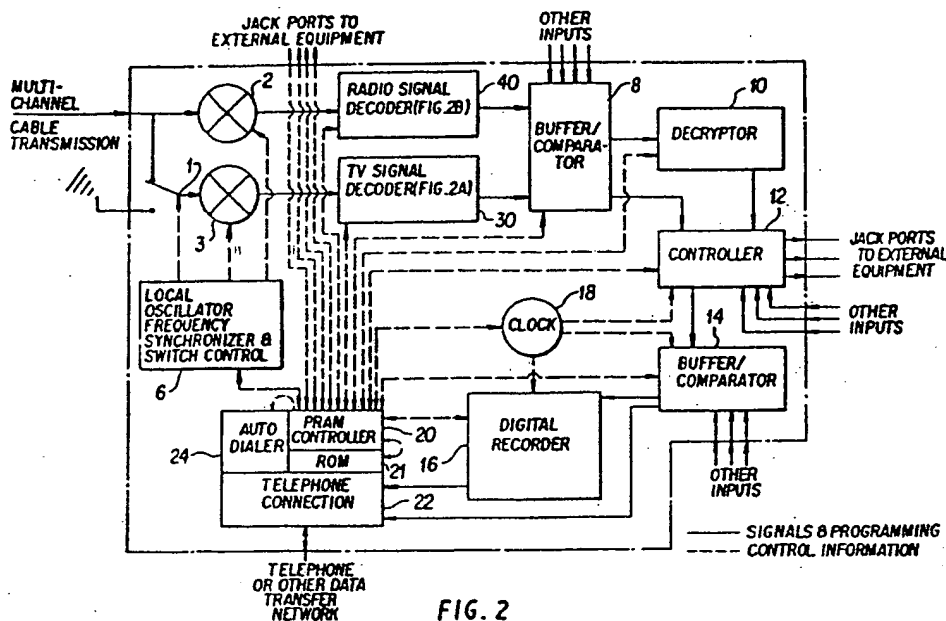 JACK PORTS TO
EXTERNAL EQUIPMENT
OTHER
INPUTS
MULTI-
CHANNEL
CABLE
TRANSMISSION
2
RADIO SIGNAL
DECODER(FIG.2B)
40
8
BUFFER/
COMPARA-
TOR
10
DECRYPTOR
1
3
TV SIGNAL
DECODER(FIG.2A)
30
12
CONTROLLER
JACK PORTS
TO EXTERNAL
EQUIPMENT
OTHER
INPUTS
LOCAL
OSCILLATOR
FREQUENCY
SYNCHRONIZER &
SWITCH CONTROL
6
18
CLOCK
14
BUFFER/
COMPARATOR
AUTO
DIALER
24
PRAM
CONTROLLER
20
ROM
21
TELEPHONE
CONNECTION
22
16
DIGITAL
RECORDER
OTHER
INPUTS
SIGNALS & PROGRAMMING
CONTROL INFORMATION
TELEPHONE
OR OTHER DATA
TRANSFER
NETWORK
FIG. 2